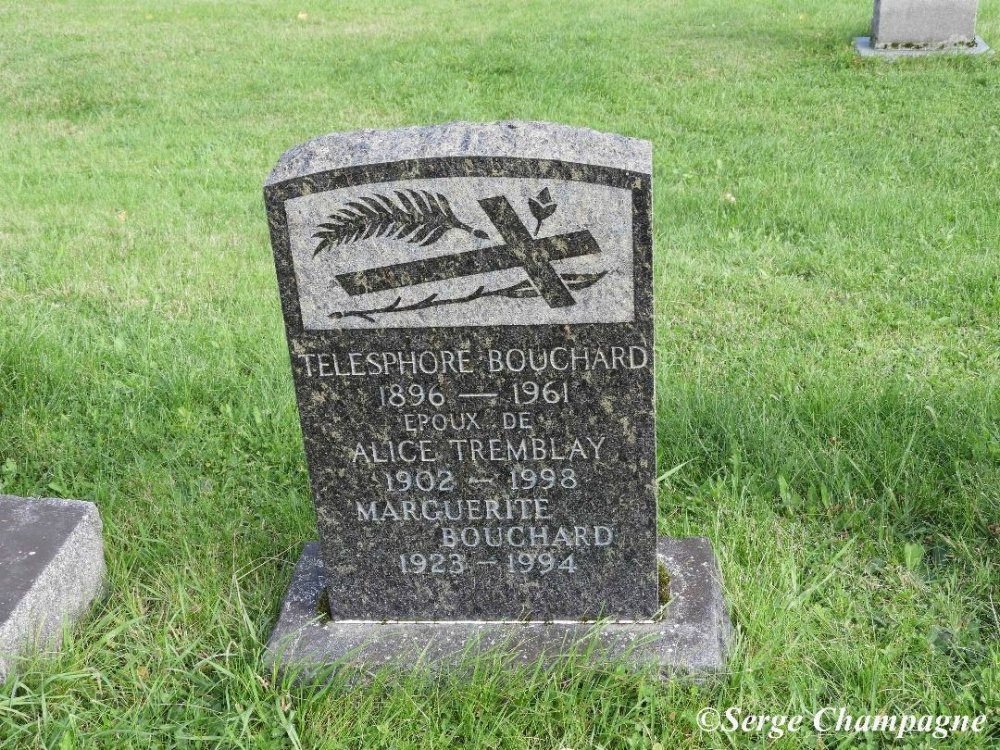 TELESPHORE BOUCHARD
1896 — 1961
EPOUX DE
ALICE TREMBLAY
1902 — 1998
MARGUERITE
BOUCHARD
1923 — 1994
©Serge Champagne